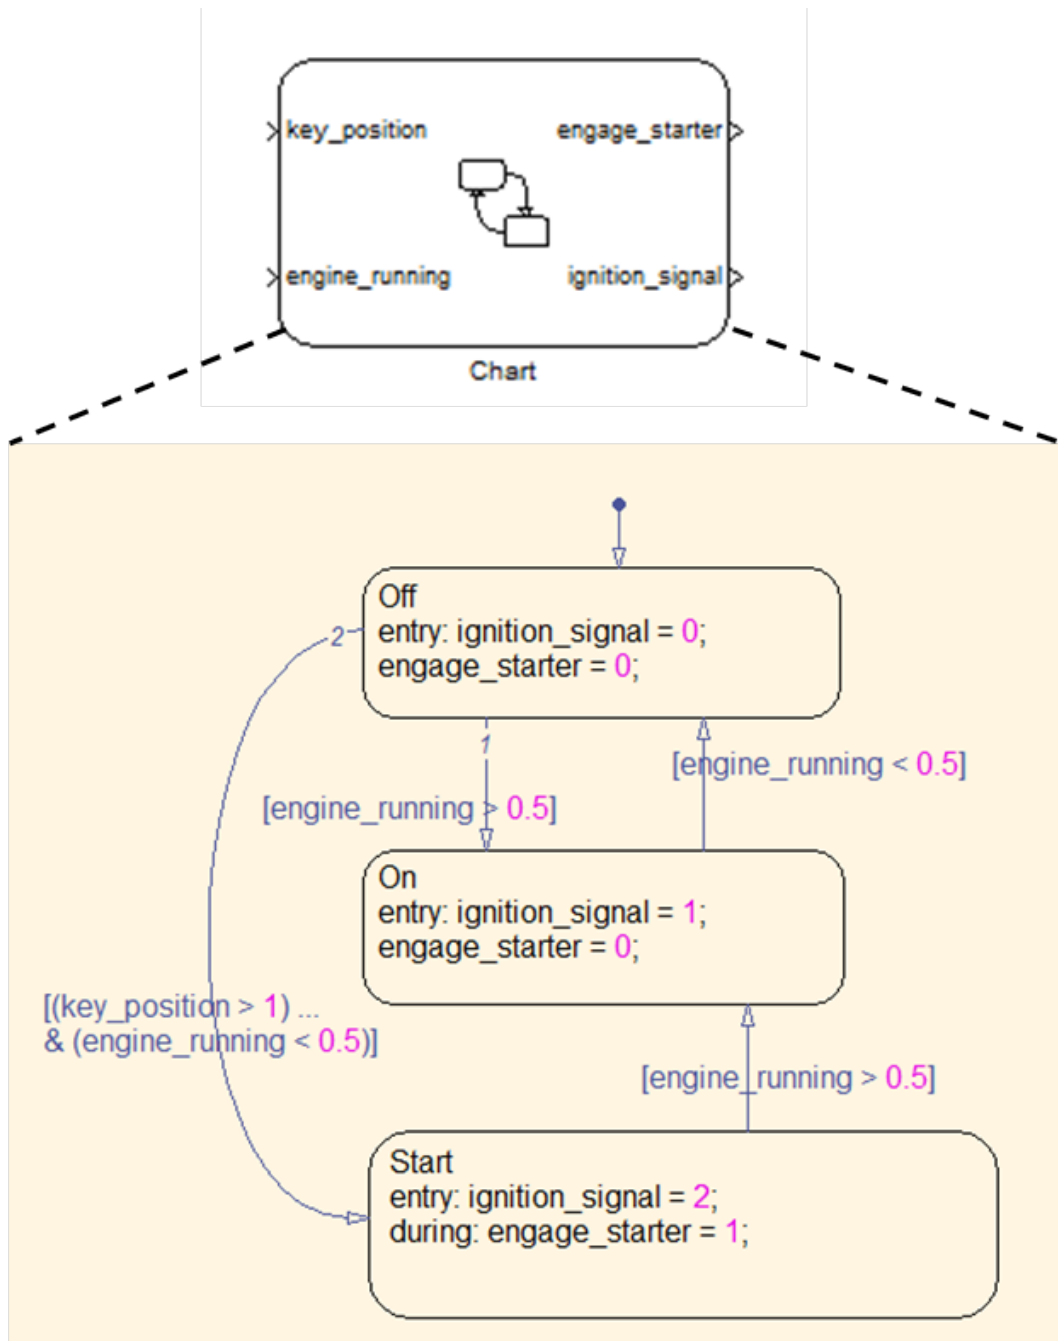 key_position
engage_starter
engine_running
ignition_signal
Chart
Off
entry: ignition_signal = 0;
engage_starter = 0;
2
1
[engine_running < 0.5]
[engine_running > 0.5]
On
entry: ignition_signal = 1;
engage_starter = 0;
[(key_position > 1) ...
& (engine_running < 0.5)]
[engine_running > 0.5]
Start
entry: ignition_signal = 2;
during: engage_starter = 1;